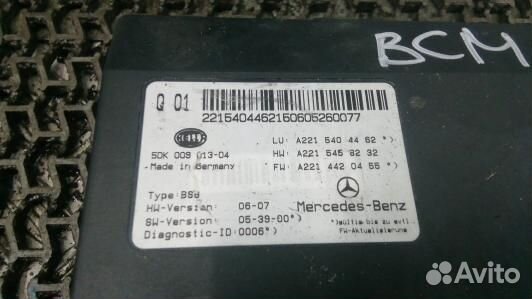 BCM
Q 01
22154044621506052600​77
HELLA
LU: A221 540 44 62 *)
5DK 009 013-04
HW: A221 545 82 32
-Made in Germany
FW: A221 442 04 55 *)
Type: BSG
HW-Version: 06-07
SW-Version: 05-39-00*)
Diagnostic-ID: 0006*)
Mercedes-Benz
*)gültig bis zu evtl.
FW-Aktualisierung
Avito